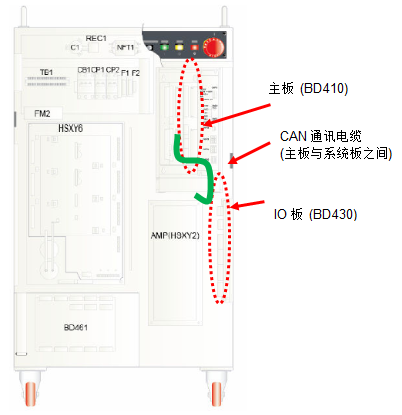 REC1
C1
NFT1
TE1
CB1 CP1 CP2
F1 F2
FM2
HSXY6
主板 (BD410)
CAN 通讯电缆
(主板与系统板之间)
IO 板 (BD430)
AMP(HSXY2)
BD461